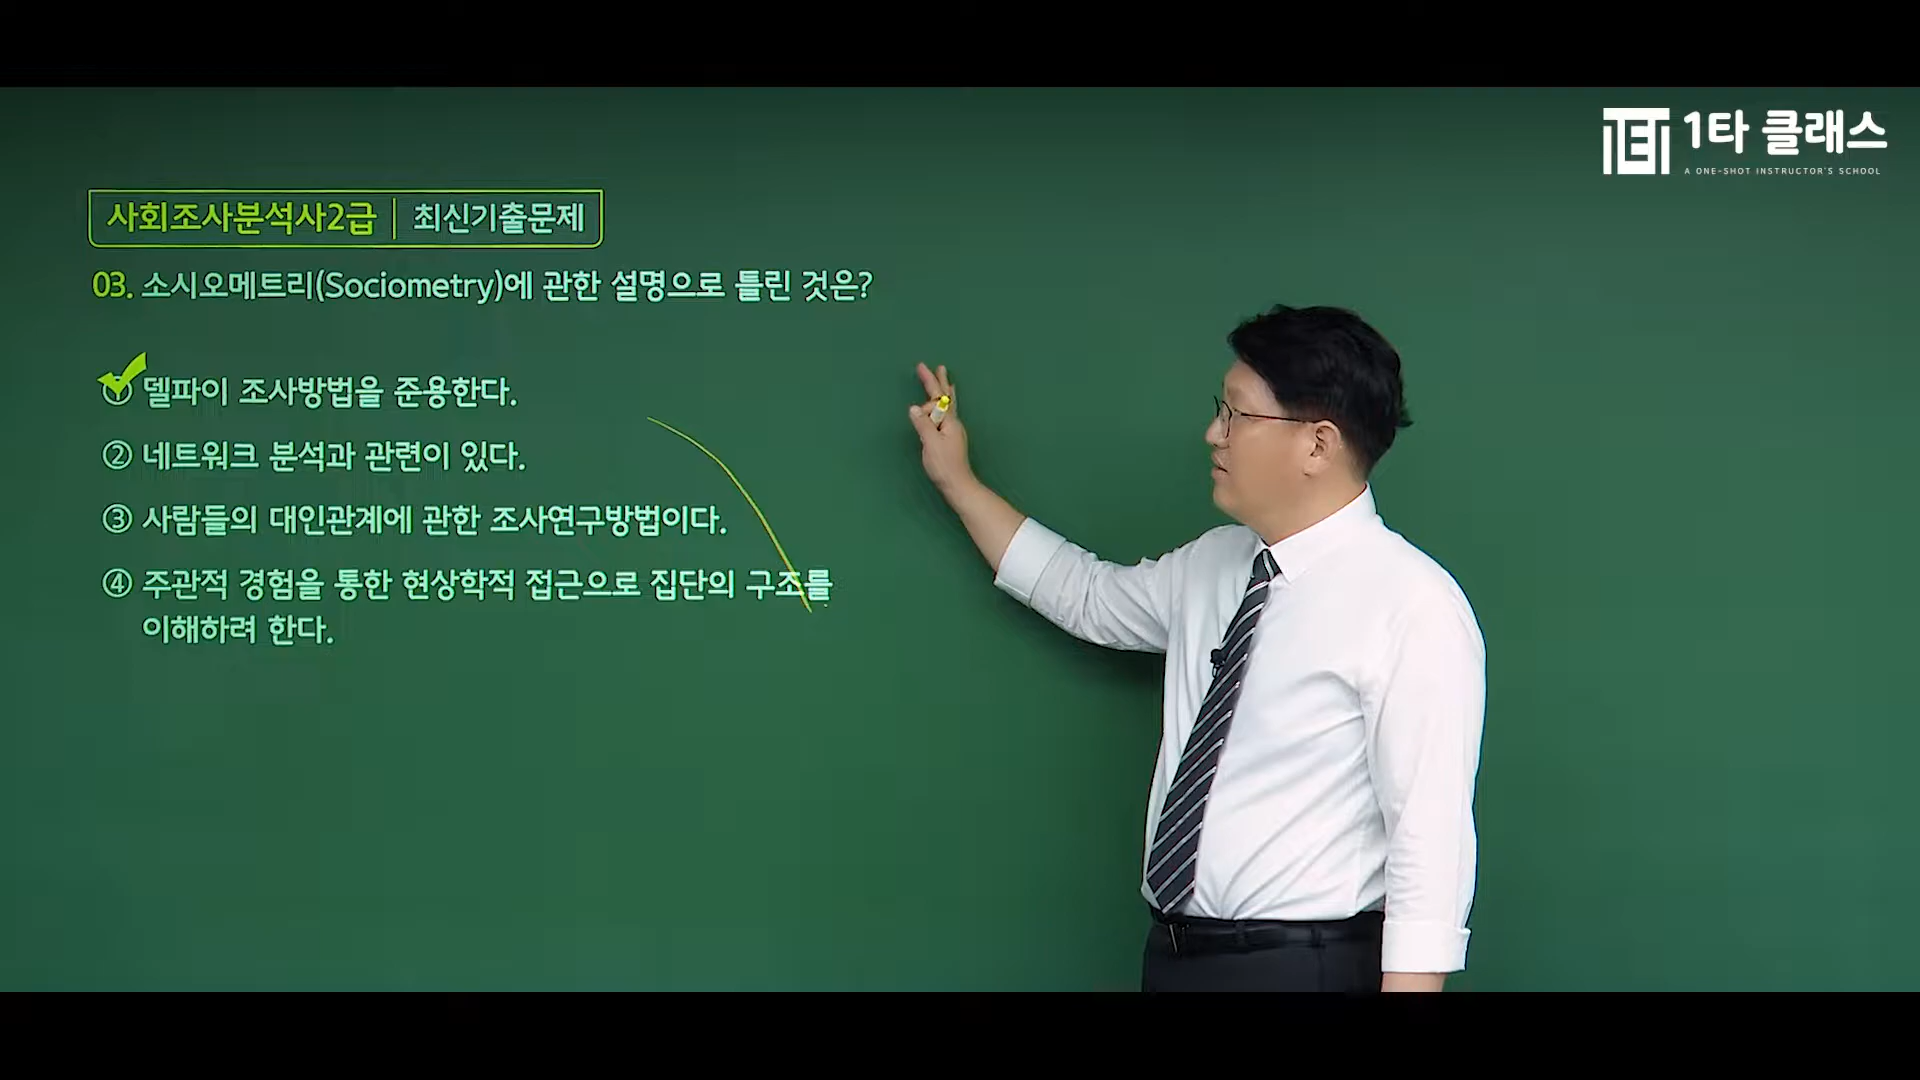 1타 클래스
A ONE-SHOT INSTRUCTOR'S SCHOOL
사회조사분석사2급 | 최신기출문제
03. 소시오메트리(Sociometry)에 관한 설명으로 틀린 것은?
① 델파이 조사방법을 준용한다.
② 네트워크 분석과 관련이 있다.
③ 사람들의 대인관계에 관한 조사연구방법이다.
④ 주관적 경험을 통한 현상학적 접근으로 집단의 구조를
이해하려 한다.